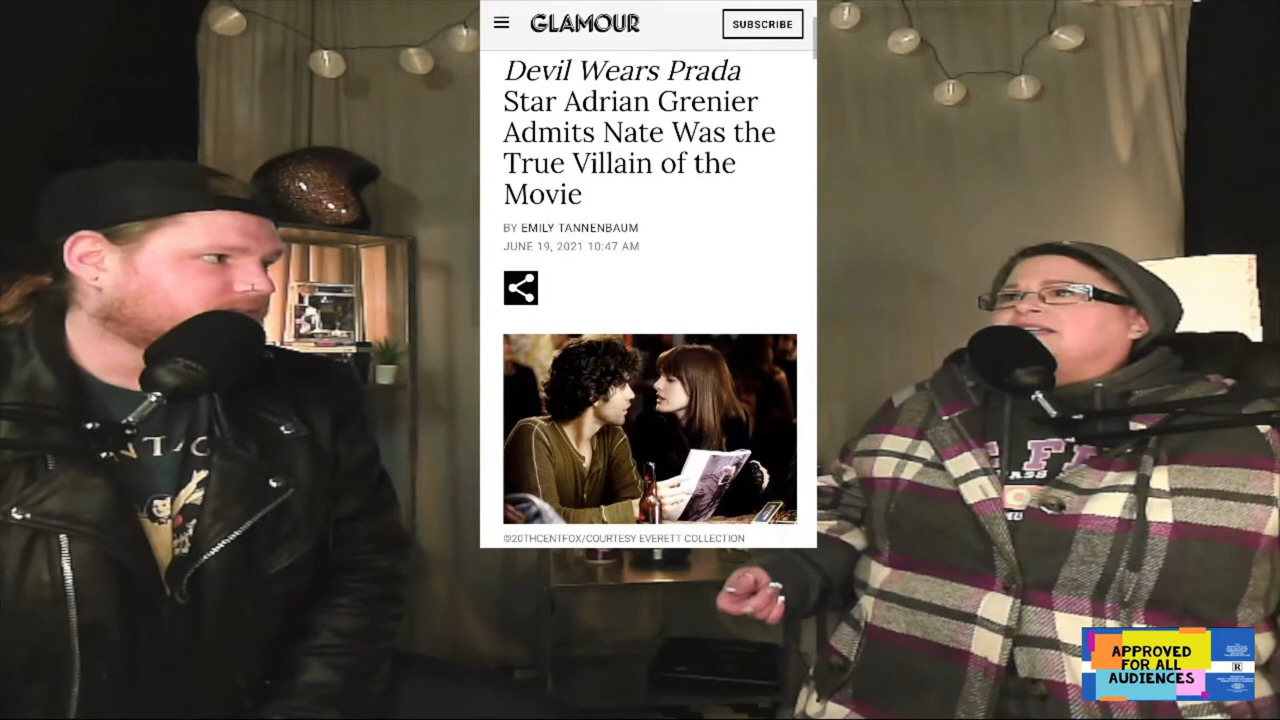 GLAMOUR
SUBSCRIBE
Devil Wears Prada
Star Adrian Grenier
Admits Nate Was the
True Villain of the
Movie
BY EMILY TANNENBAUM
JUNE 19, 2021 10:47 AM
©20THCENTFOX/COURTESY EVERETT COLLECTION
APPROVED
FOR ALL
AUDIENCES
R